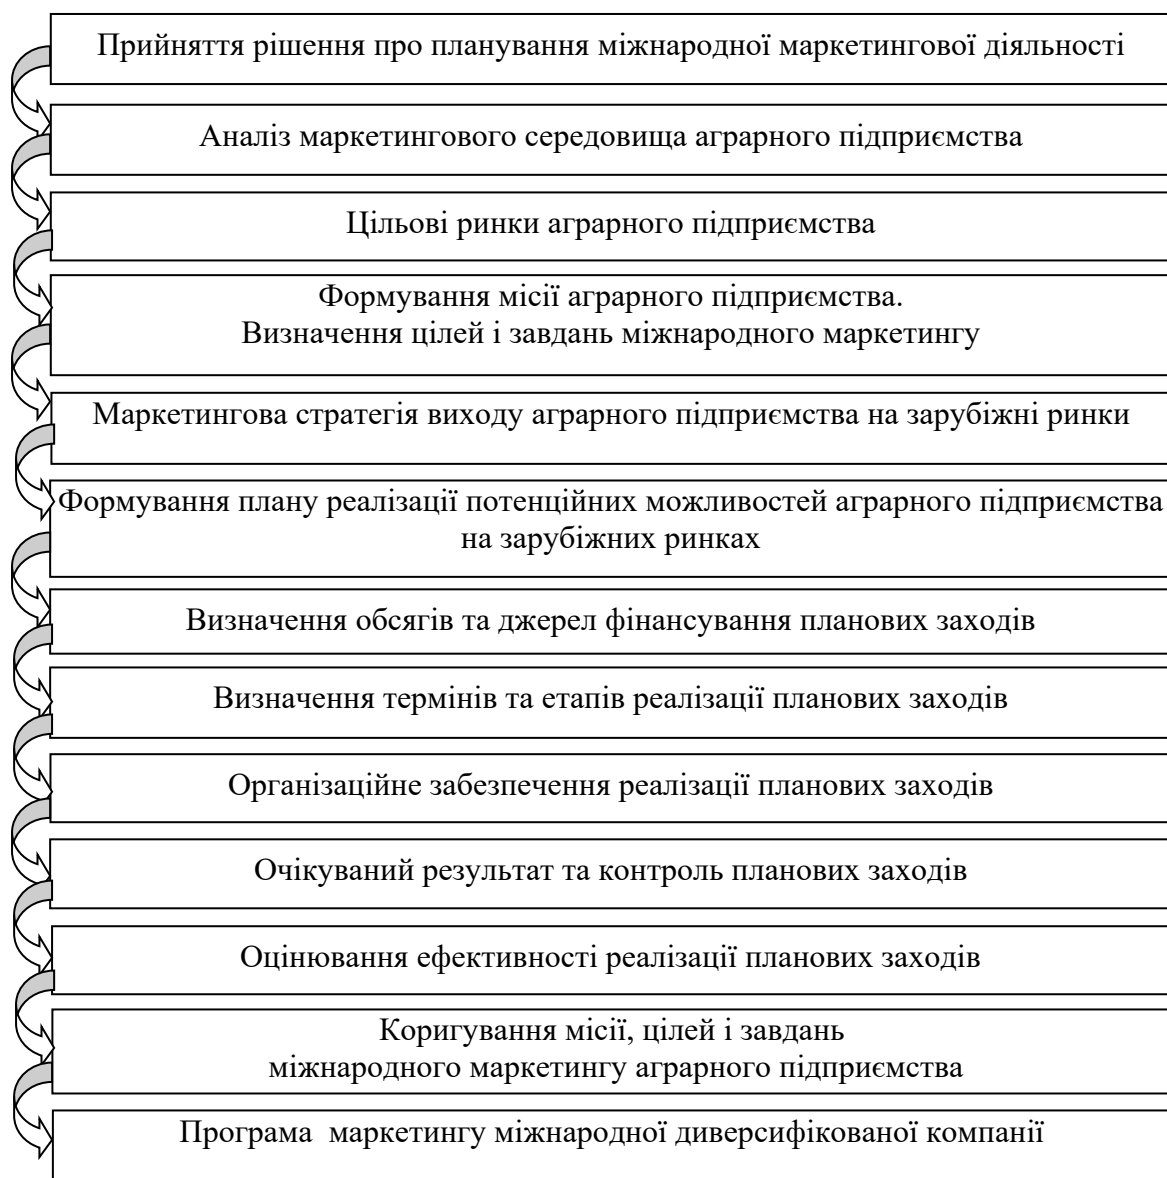 Прийняття рішення про планування міжнародної маркетингової діяльності
Аналіз маркетингового середовища аграрного підприємства
Цільові ринки аграрного підприємства
Формування місії аграрного підприємства.
Визначення цілей і завдань міжнародного маркетингу
Маркетингова стратегія виходу аграрного підприємства на зарубіжні ринки
Формування плану реалізації потенційних можливостей аграрного підприємства
на зарубіжних ринках
Визначення обсягів та джерел фінансування планових заходів
Визначення термінів та етапів реалізації планових заходів
Організаційне забезпечення реалізації планових заходів
Очікуваний результат та контроль планових заходів
Оцінювання ефективності реалізації планових заходів
Коригування місії, цілей і завдань
міжнародного маркетингу аграрного підприємства
Програма маркетингу міжнародної диверсифікованої компанії